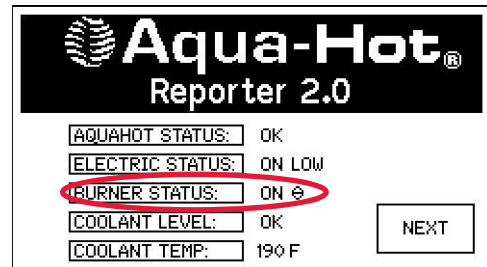 Aqua-Hot®
Reporter 2.0
AQUAHOT STATUS: OK
ELECTRIC STATUS: ON LOW
BURNER STATUS: ON ⊖
COOLANT LEVEL: OK
NEXT
COOLANT TEMP: 190 F